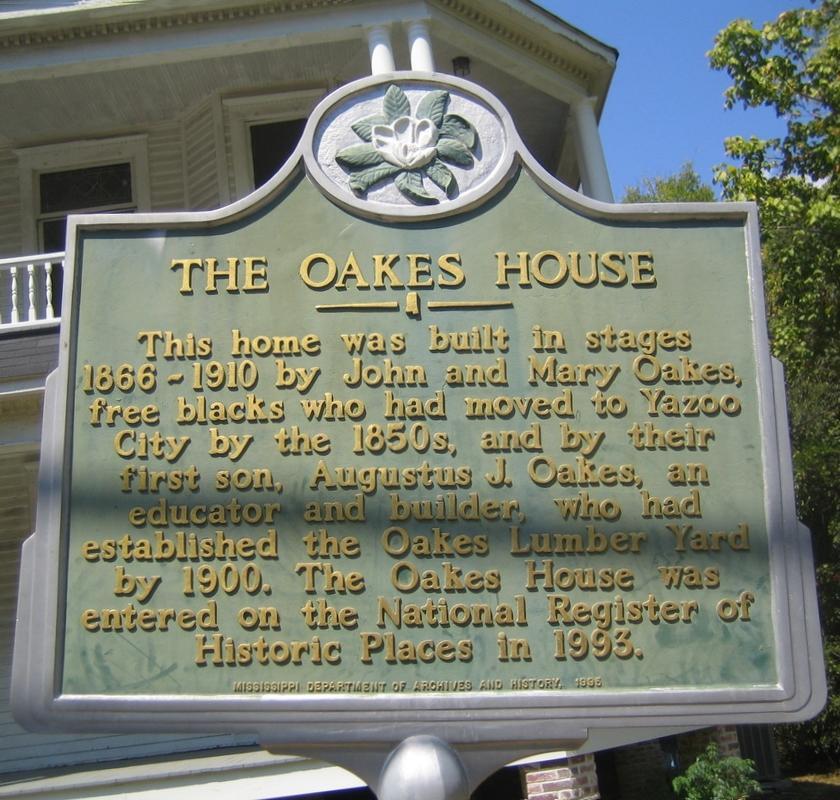 THE OAKES HOUSE
This home was built in stages
1866~1910 by John and Mary Oakes,
free blacks who had moved to Yazoo
City by the 1850s, and by their
first son, Augustus J. Oakes, an
educator and builder, who had
established the Oakes Lumber Yard
by 1900. The Oakes House was
entered on the National Register of
Historic Places in 1993.
MISSISSIPPI DEPARTMENT OF ARCHIVES AND HISTORY, 1995